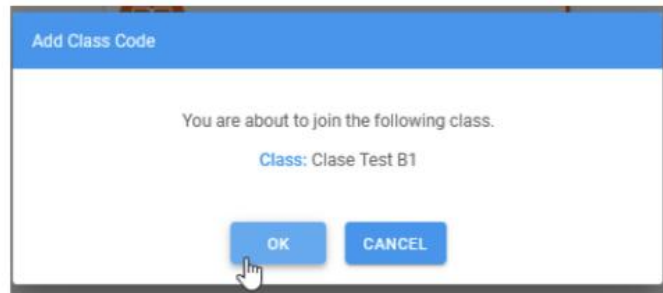 Add Class Code
You are about to join the following class.
Class: Clase Test B1
OK CANCEL